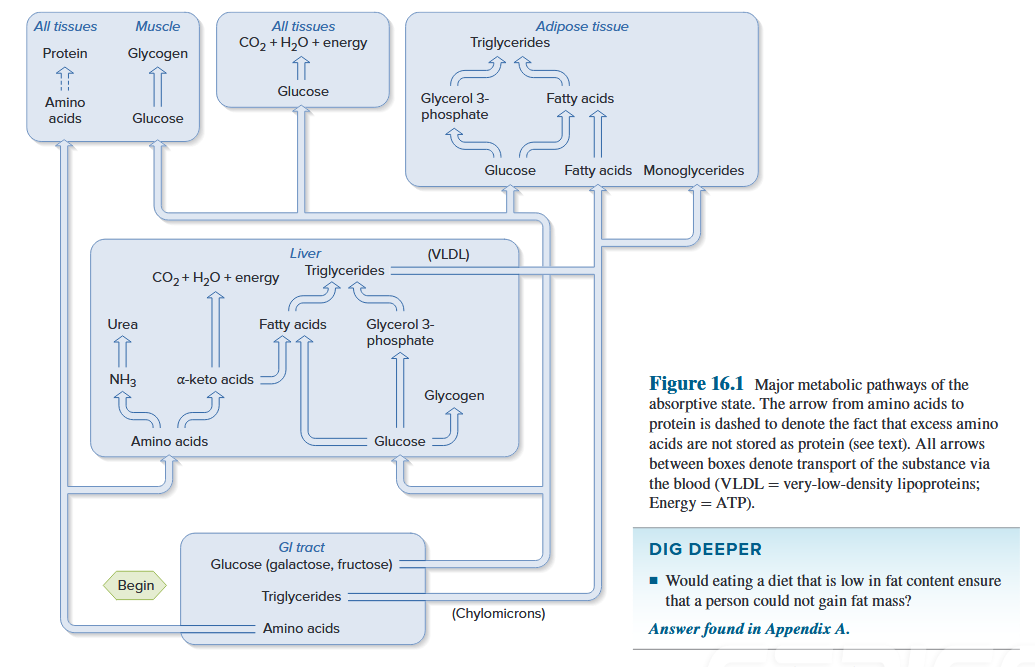 All tissues
Muscle
Protein
Glycogen
Amino
acids
Glucose
All tissues
CO2 + H2O + energy
Glucose
Adipose tissue
Triglycerides
Glycerol 3-
phosphate
Fatty acids
Glucose
Fatty acids
Monoglycerides
Liver
(VLDL)
Triglycerides
CO2 + H2O + energy
Urea
Fatty acids
Glycerol 3-
phosphate
NH3
α-keto acids
Glycogen
Amino acids
Glucose
GI tract
Glucose (galactose, fructose)
Begin
Triglycerides
(Chylomicrons)
Amino acids
Figure 16.1 Major metabolic pathways of the
absorptive state. The arrow from amino acids to
protein is dashed to denote the fact that excess amino
acids are not stored as protein (see text). All arrows
between boxes denote transport of the substance via
the blood (VLDL = very-low-density lipoproteins;
Energy = ATP).
DIG DEEPER
■ Would eating a diet that is low in fat content ensure
that a person could not gain fat mass?
Answer found in Appendix A.